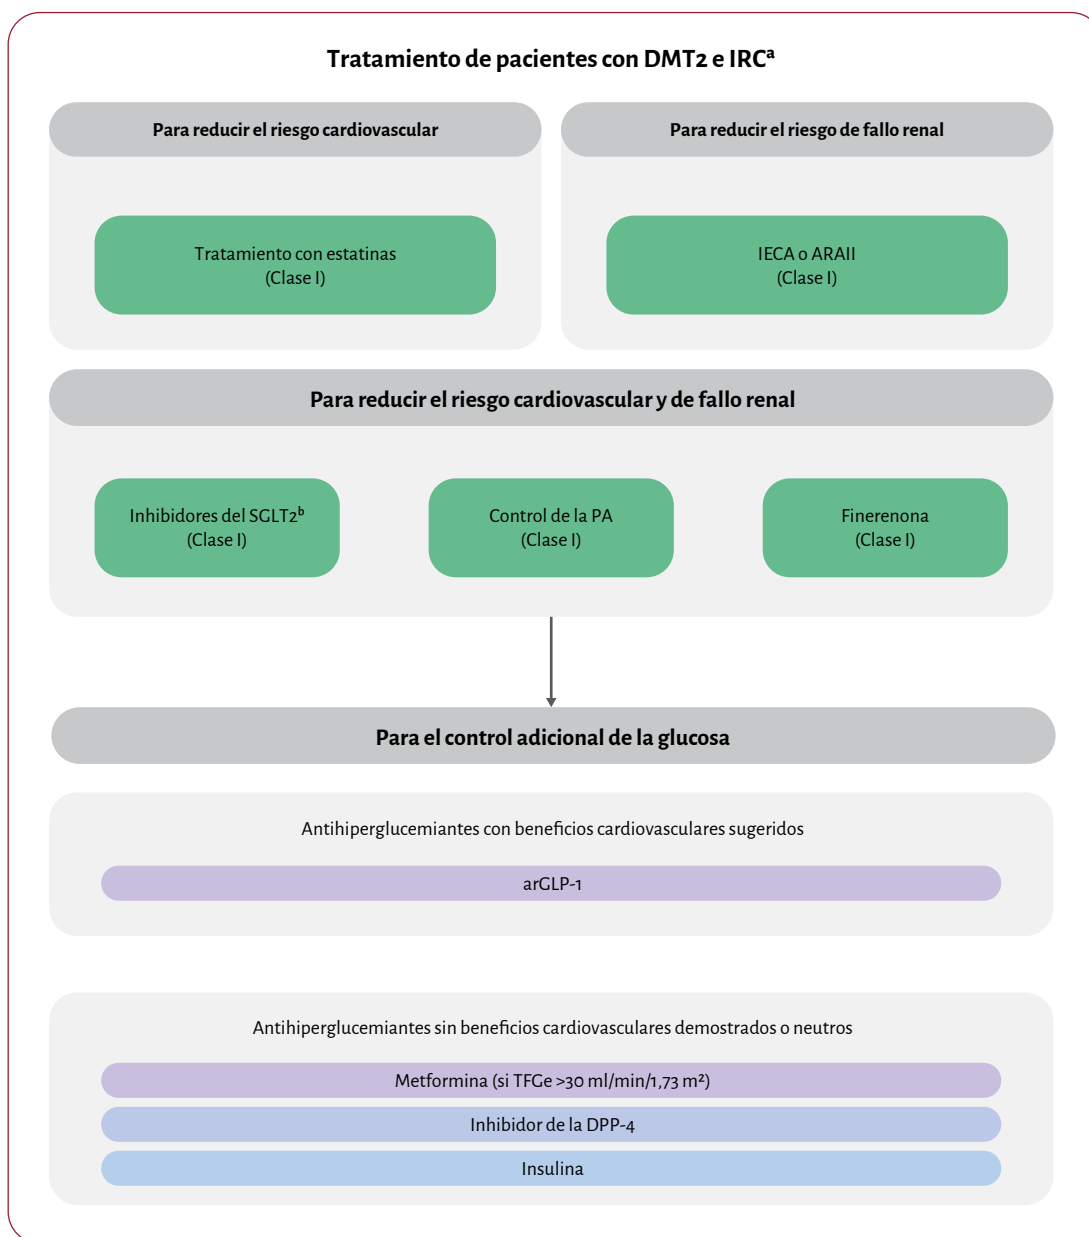 Tratamiento de pacientes con DMT2 e IRCª
Para reducir el riesgo cardiovascular
Para reducir el riesgo de fallo renal
Tratamiento con estatinas
(Clase I)
IECA o ARAII
(Clase I)
Para reducir el riesgo cardiovascular y de fallo renal
Inhibidores del SGLT2ᵇ
(Clase I)
Control de la PA
(Clase I)
Finerenona
(Clase I)
Para el control adicional de la glucosa
Antihiperglucemiantes con beneficios cardiovasculares sugeridos
arGLP-1
Antihiperglucemiantes sin beneficios cardiovasculares demostrados o neutros
Metformina (si TFGe >30 ml/min/1,73 m²)
Inhibidor de la DPP-4
Insulina